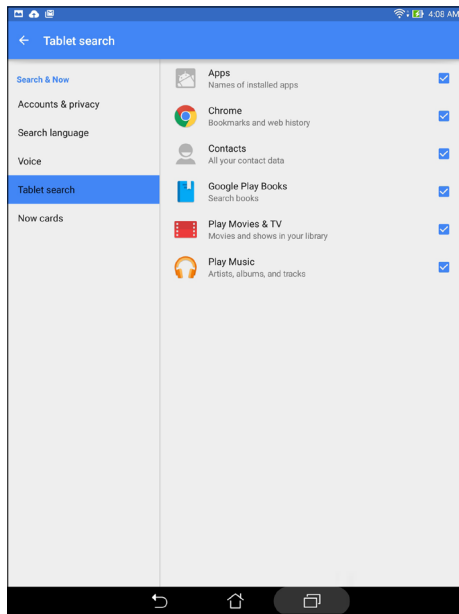 4:08 AM
Tablet search
Search & Now
Accounts & privacy
Search language
Voice
Tablet search
Now cards
Apps
Names of installed apps
Chrome
Bookmarks and web history
Contacts
All your contact data
Google Play Books
Search books
Play Movies & TV
Movies and shows in your library
Play Music
Artists, albums, and tracks